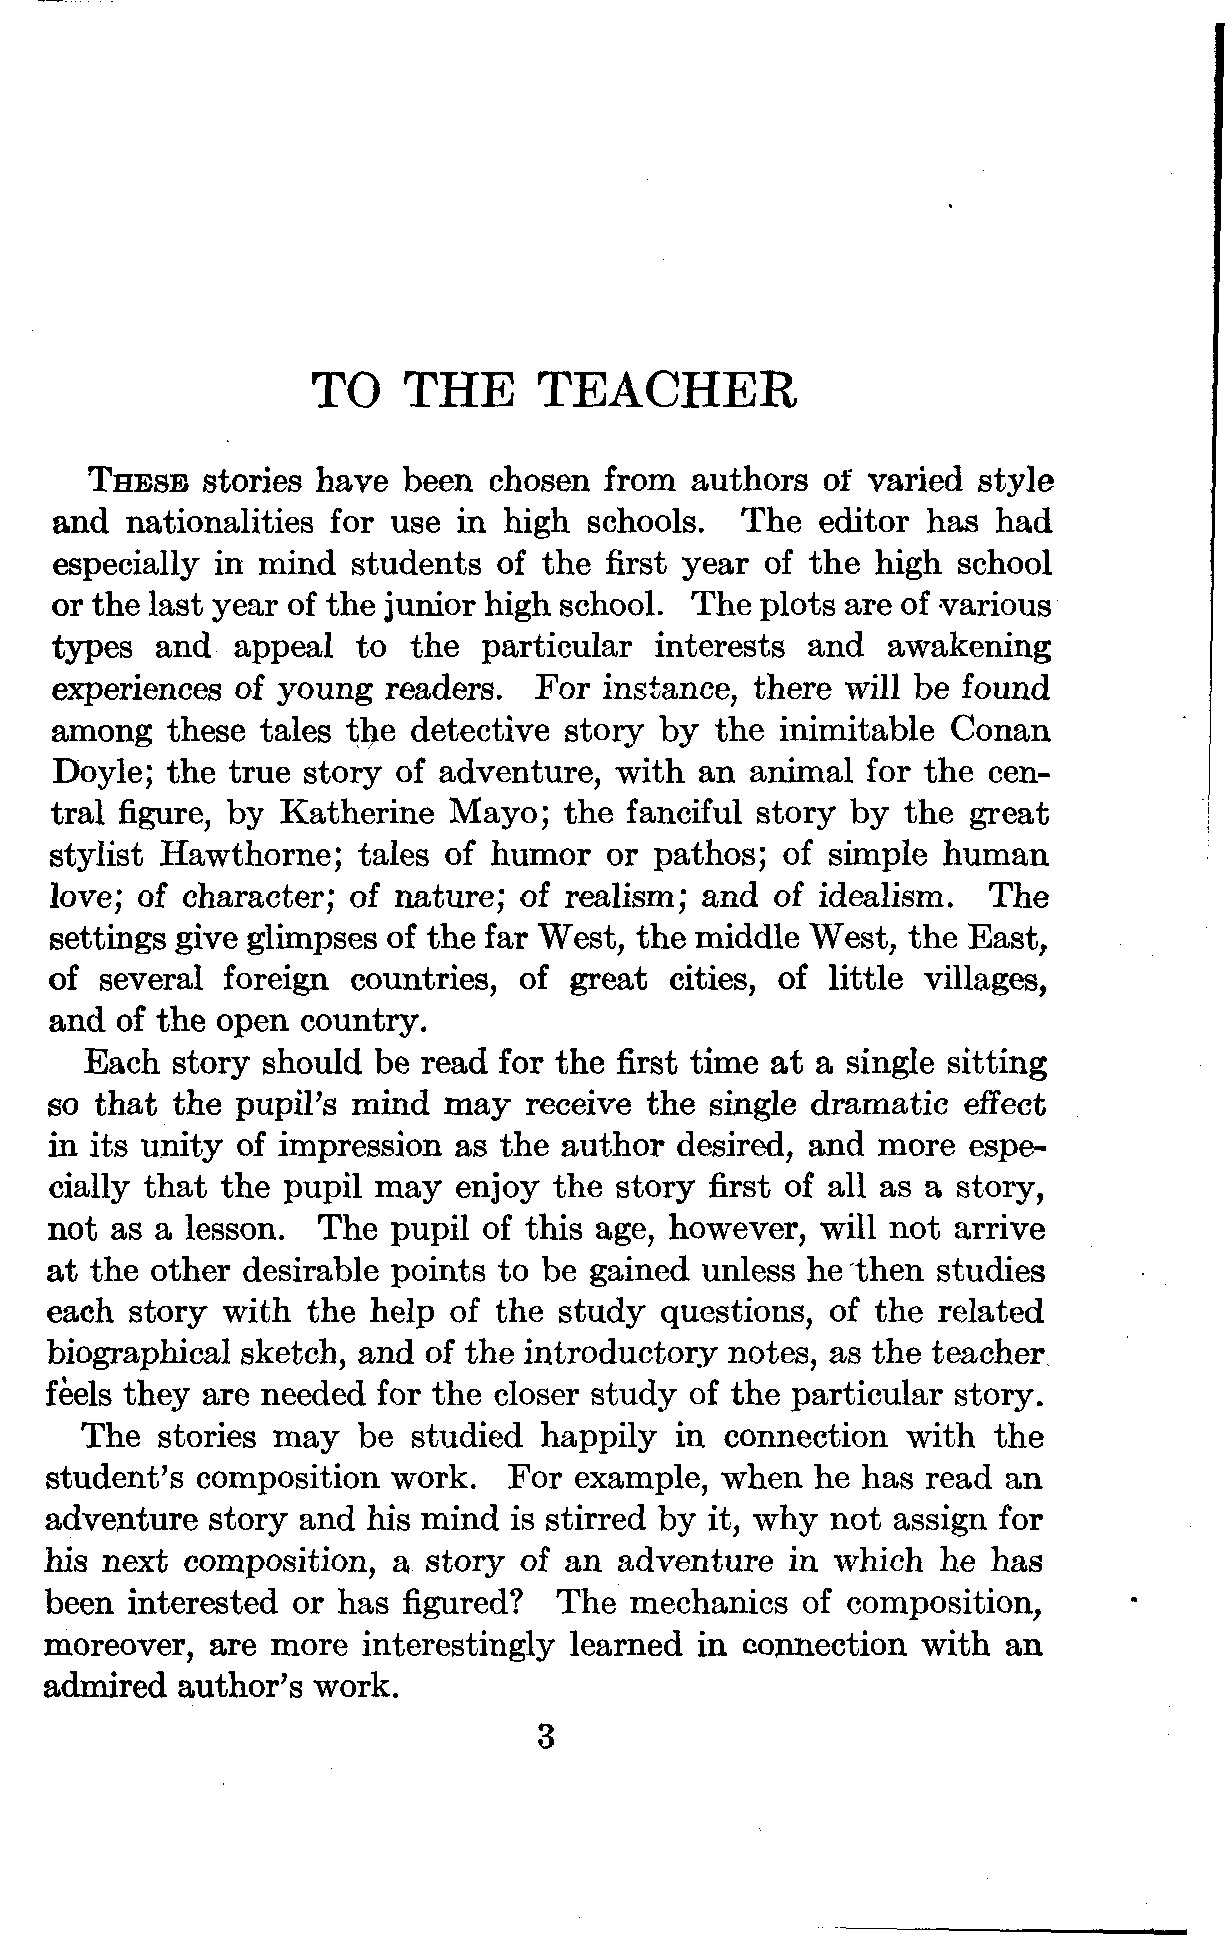 TO THE TEACHER
THESE stories have been chosen from authors of varied style
and nationalities for use in high schools. The editor has had
especially in mind students of the first year of the high school
or the last year of the junior high school. The plots are of various
types and appeal to the particular interests and awakening
experiences of young readers. For instance, there will be found
among these tales the detective story by the inimitable Conan
Doyle; the true story of adventure, with an animal for the cen-
tral figure, by Katherine Mayo; the fanciful story by the great
stylist Hawthorne; tales of humor or pathos; of simple human
love; of character; of nature; of realism; and of idealism. The
settings give glimpses of the far West, the middle West, the East,
of several foreign countries, of great cities, of little villages,
and of the open country.
Each story should be read for the first time at a single sitting
so that the pupil's mind may receive the single dramatic effect
in its unity of impression as the author desired, and more espe-
cially that the pupil may enjoy the story first of all as a story,
not as a lesson. The pupil of this age, however, will not arrive
at the other desirable points to be gained unless he then studies
each story with the help of the study questions, of the related
biographical sketch, and of the introductory notes, as the teacher
feels they are needed for the closer study of the particular story.
The stories may be studied happily in connection with the
student's composition work. For example, when he has read an
adventure story and his mind is stirred by it, why not assign for
his next composition, a story of an adventure in which he has
been interested or has figured? The mechanics of composition,
moreover, are more interestingly learned in connection with an
admired author's work.
3